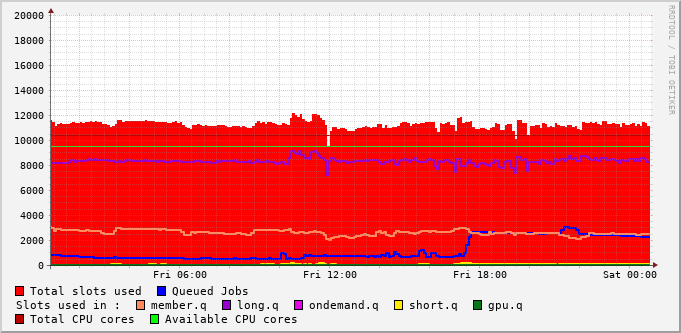 RRDTOOL / TOBI OETIKER
20000
18000
16000
14000
12000
10000
8000
6000
4000
2000
0
Fri 06:00 Fri 12:00 Fri 18:00 Sat 00:00
Total slots used Queued Jobs
Slots used in : member.q long.q ondemand.q short.q gpu.q
Total CPU cores Available CPU cores